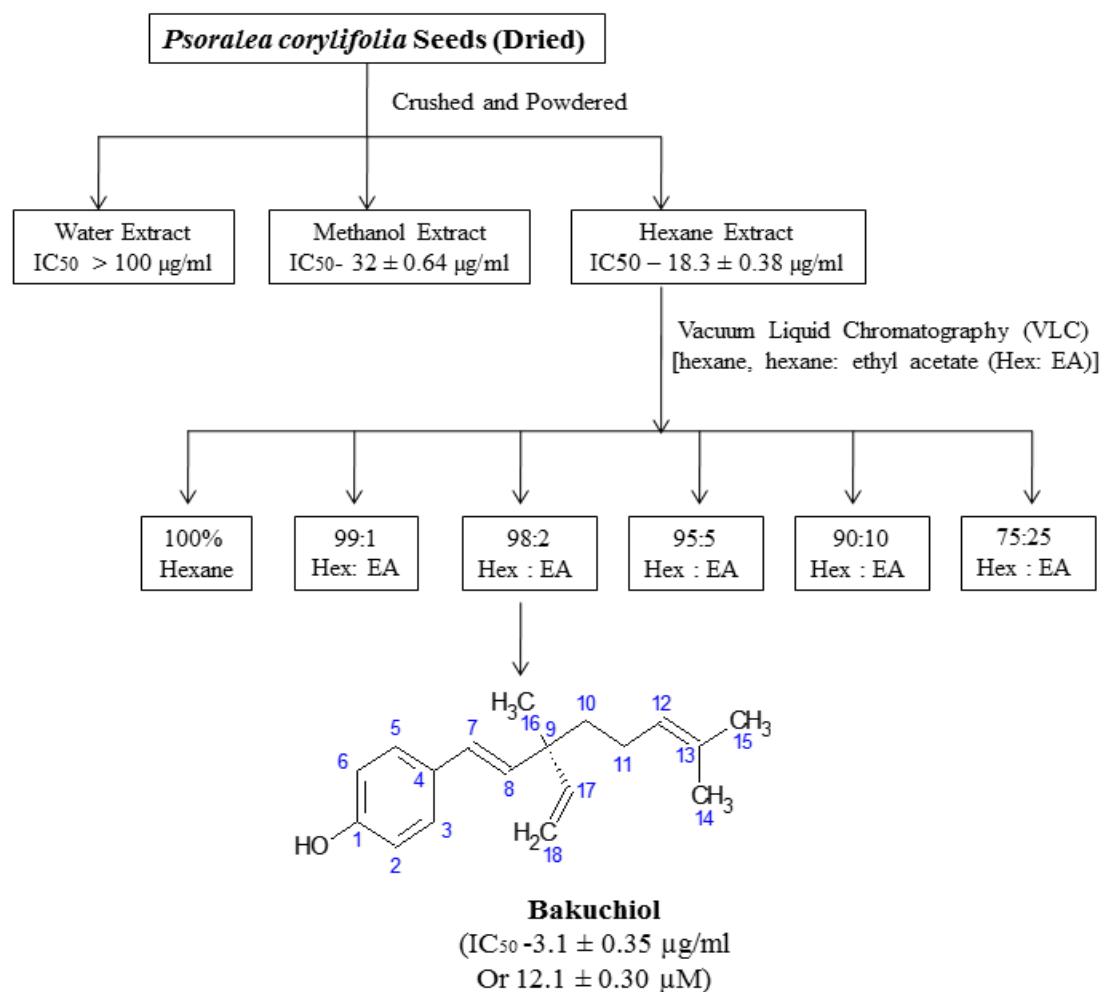 Psoralea corylifolia Seeds (Dried)
Crushed and Powdered
Water Extract
IC50 > 100 µg/ml
Methanol Extract
IC50- 32 ± 0.64 µg/ml
Hexane Extract
IC50 – 18.3 ± 0.38 µg/ml
Vacuum Liquid Chromatography (VLC)
[hexane, hexane: ethyl acetate (Hex: EA)]
100%
Hexane
99:1
Hex: EA
98:2
Hex : EA
95:5
Hex : EA
90:10
Hex : EA
75:25
Hex : EA
H3C
16
10
12
CH3
15
5
7
9
13
11
6
4
8
17
CH3
14
3
H2C
18
HO
1
2
Bakuchiol
(IC50 -3.1 ± 0.35 µg/ml
Or 12.1 ± 0.30 µM)